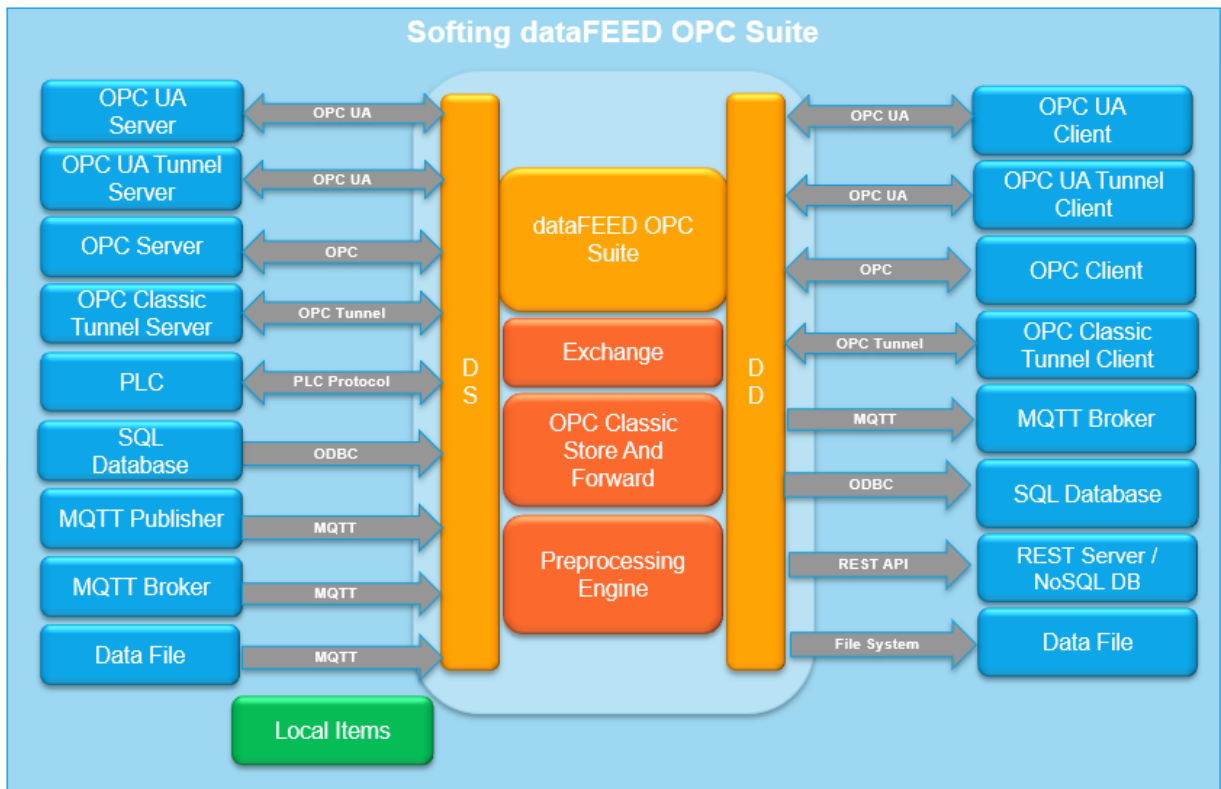 Softing dataFEED OPC Suite
OPC UA
Server
OPC UA
OPC UA Tunnel
Server
OPC UA
OPC Server
OPC
OPC Classic
Tunnel Server
OPC Tunnel
PLC
PLC Protocol
SQL
Database
ODBC
MQTT Publisher
MQTT
MQTT Broker
MQTT
Data File
MQTT
Local Items
D
S
dataFEED OPC
Suite
Exchange
OPC Classic
Store And
Forward
Preprocessing
Engine
D
D
OPC UA
OPC UA
Client
OPC UA
OPC UA Tunnel
Client
OPC
OPC Client
OPC Tunnel
OPC Classic
Tunnel Client
MQTT
MQTT Broker
ODBC
SQL Database
REST API
REST Server /
NoSQL DB
File System
Data File